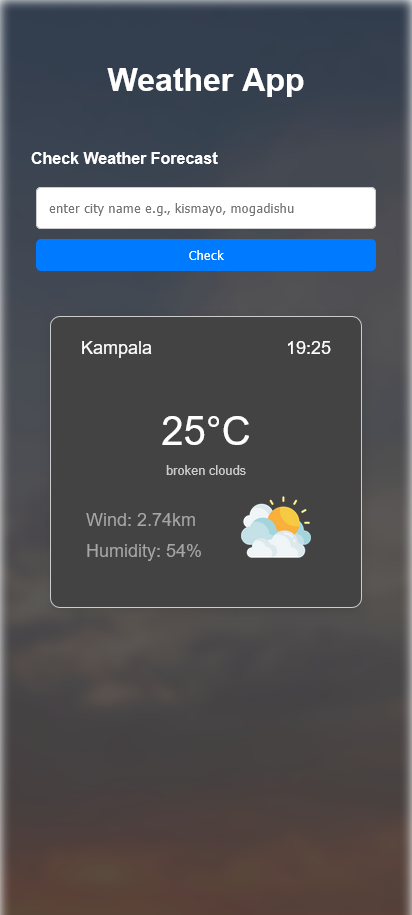 Weather App
Check Weather Forecast
enter city name e.g., kismayo, mogadishu
Check
Kampala 19:25
25°C
broken clouds
Wind: 2.74km
Humidity: 54%